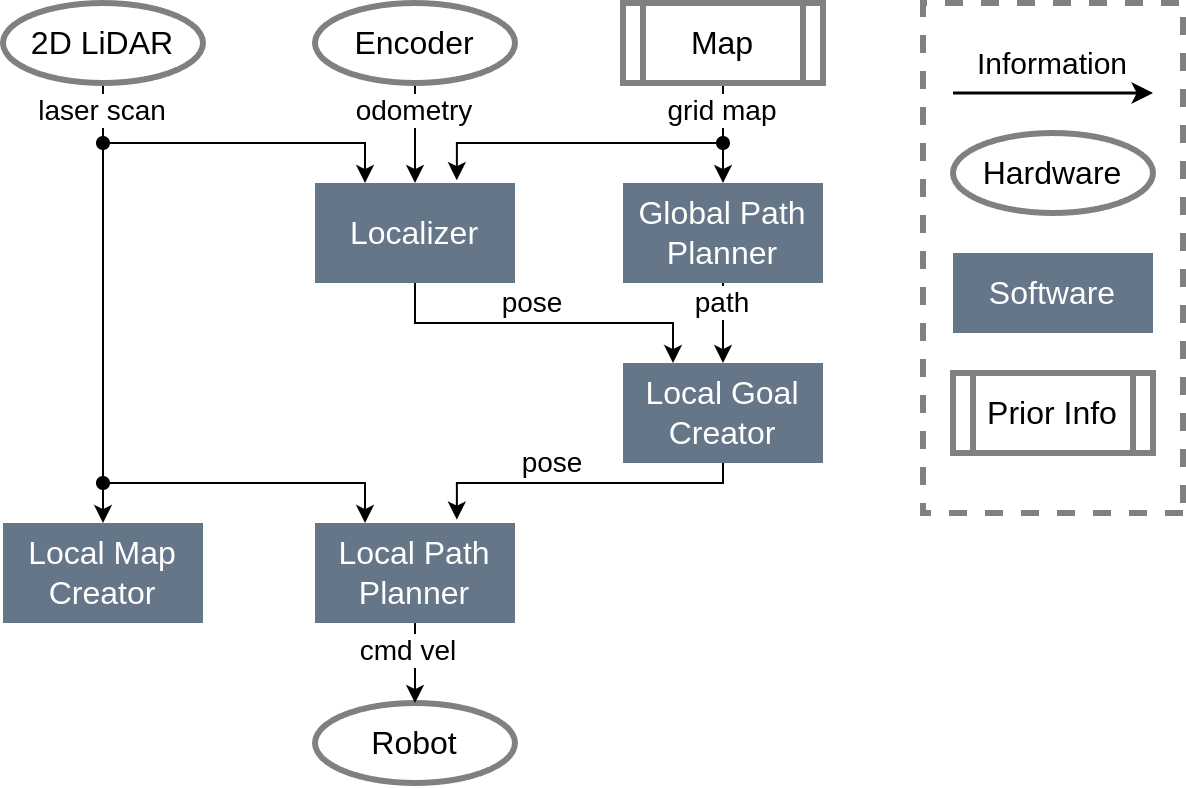 2D LiDAR
Encoder
Map
laser scan
odometry
grid map
Localizer
Global Path
Planner
pose
path
Local Goal
Creator
pose
Local Map
Creator
Local Path
Planner
cmd vel
Robot
Information
Hardware
Software
Prior Info